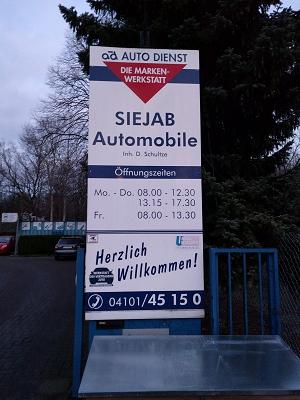 ad AUTO DIENST
DIE MARKEN-
WERKSTATT
SIEJAB
Automobile
Inh. D. Schultze
Öffnungszeiten
Mo. - Do. 08.00 - 12.30
13.15 - 17.30
Fr. 08.00 - 13.30
Herzlich
Willkommen!
04101/45 15 0